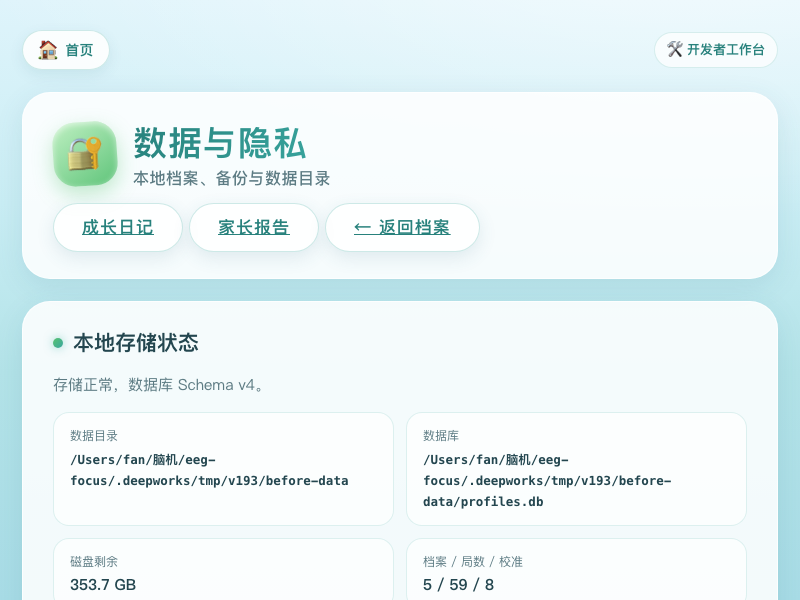 首页
开发者工作台
数据与隐私
本地档案、备份与数据目录
成长日记
家长报告
← 返回档案
本地存储状态
存储正常，数据库 Schema v4。
数据目录
/Users/fan/脑机/eeg-
focus/.deepworks/tmp/v193/before-data
数据库
/Users/fan/脑机/eeg-
focus/.deepworks/tmp/v193/before-
data/profiles.db
磁盘剩余
353.7 GB
档案 / 局数 / 校准
5 / 59 / 8